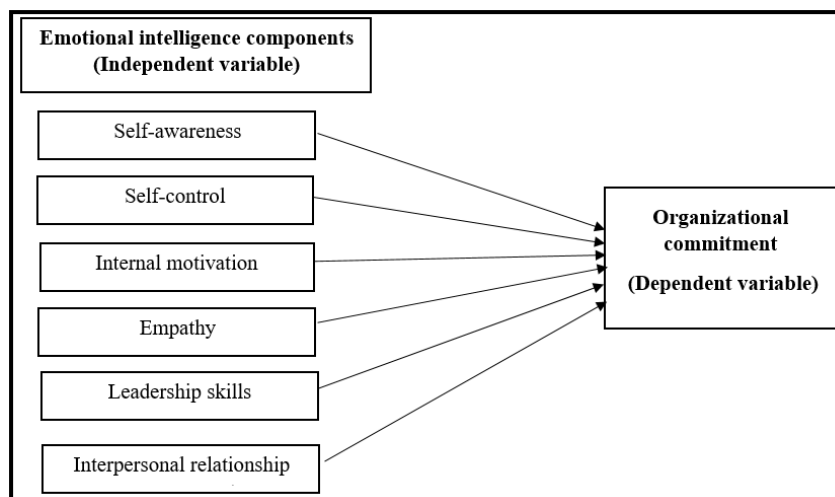 Emotional intelligence components
(Independent variable)
Self-awareness
Self-control
Internal motivation
Empathy
Leadership skills
Interpersonal relationship
Organizational
commitment
(Dependent variable)